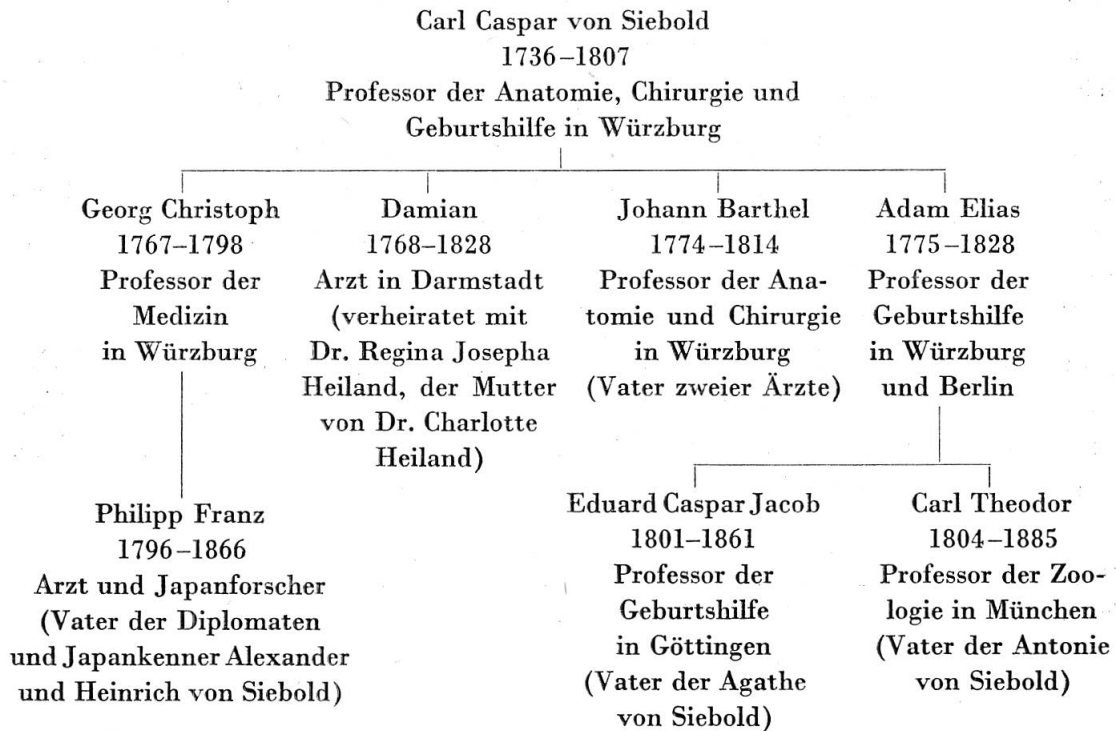 Carl Caspar von Siebold
1736–1807
Professor der Anatomie, Chirurgie und
Geburtshilfe in Würzburg
Georg Christoph
1767–1798
Professor der
Medizin
in Würzburg
Damian
1768–1828
Arzt in Darmstadt
(verheiratet mit
Dr. Regina Josepha
Heiland, der Mutter
von Dr. Charlotte
Heiland)
Johann Barthel
1774–1814
Professor der Ana-
tomie und Chirurgie
in Würzburg
(Vater zweier Ärzte)
Adam Elias
1775–1828
Professor der
Geburtshilfe
in Würzburg
und Berlin
Philipp Franz
1796–1866
Arzt und Japanforscher
(Vater der Diplomaten
und Japankenner Alexander
und Heinrich von Siebold)
Eduard Caspar Jacob
1801–1861
Professor der
Geburtshilfe
in Göttingen
(Vater der Agathe
von Siebold)
Carl Theodor
1804–1885
Professor der Zoo-
logie in München
(Vater der Antonie
von Siebold)